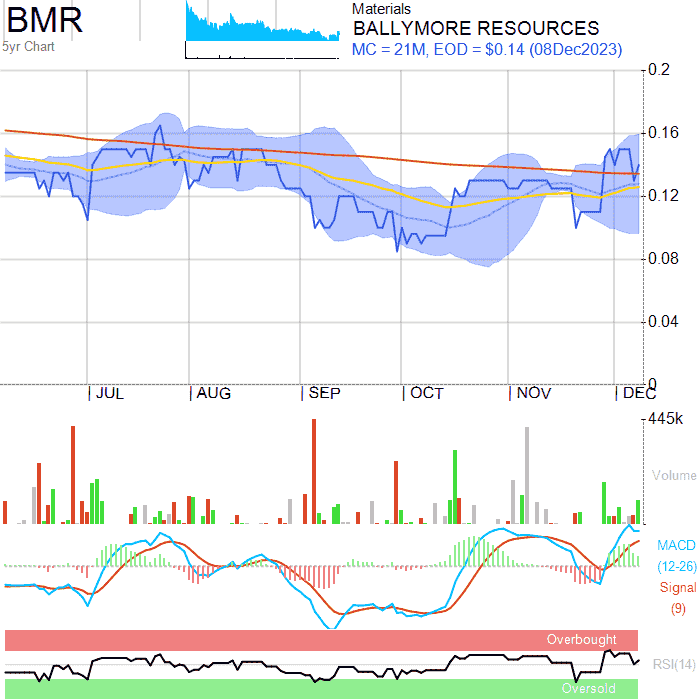 BMR
5yr Chart
Materials
BALLYMORE RESOURCES
MC = 21M, EOD = $0.14 (08Dec2023)
0.2
0.16
0.12
0.08
0.04
0
JUL AUG SEP OCT NOV DEC
445k
Volume
MACD
(12-26)
Signal
(9)
Overbought
RSI(14)
Oversold